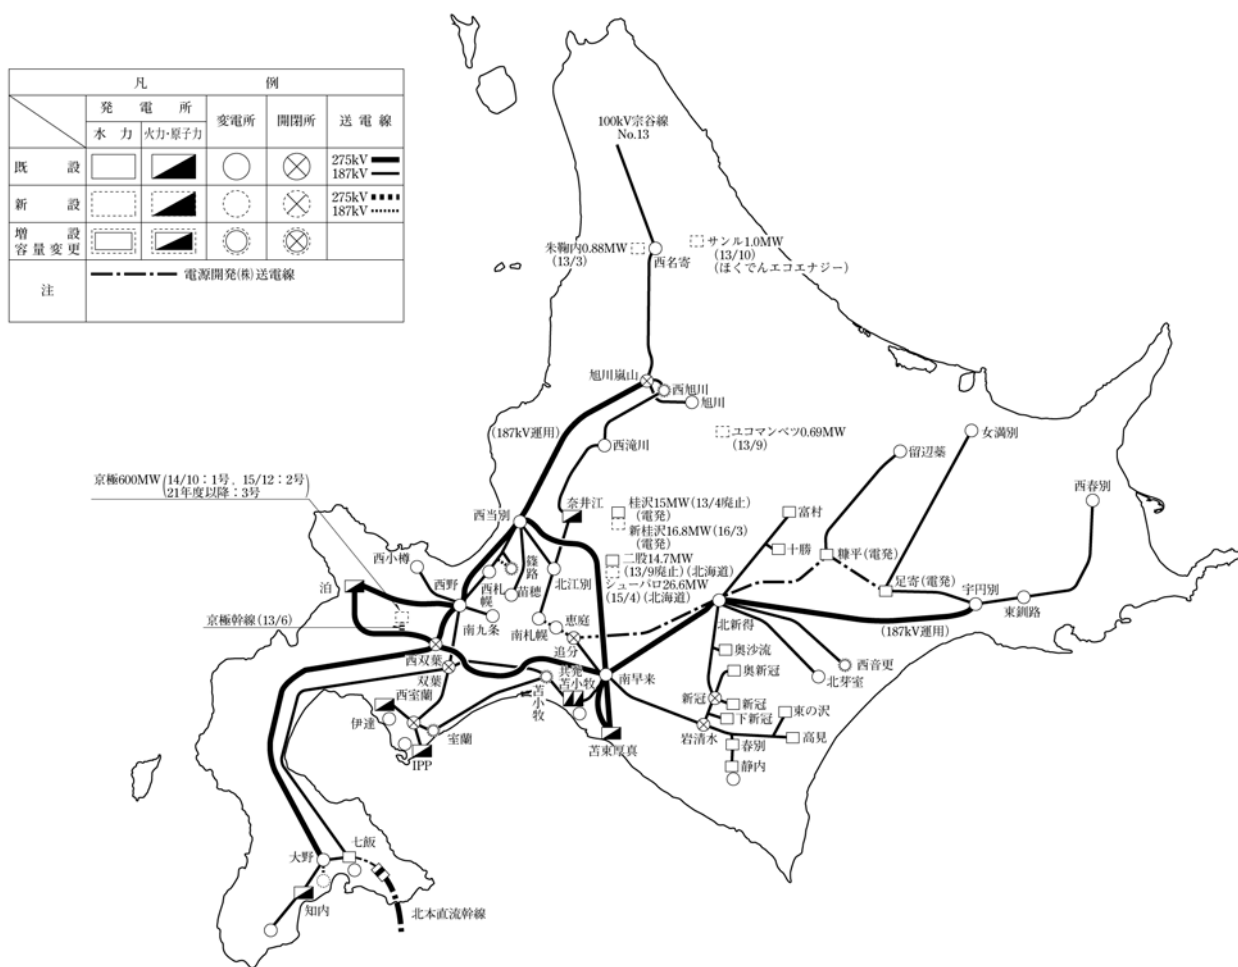 凡例
発電所
変電所
開閉所
送電線
水力
火力・原子力
既設
275kV
187kV
新設
275kV
187kV
増設
容量変更
注
電源開発(株)送電線
100kV宗谷線
No.13
朱鞠内0.88MW
(13/3)
西名寄
サンル1.0MW
(13/10)
(ほくでんエコエナジー)
旭川嵐山
西旭川
旭川
(187kV運用)
西滝川
ユコマンベツ0.69MW
(13/9)
女満別
留辺蘂
西春別
京極600MW(14/10:1号, 15/12:2号)
21年度以降:3号
西当別
奈井江
桂沢15MW(13/4廃止)
(電発)
新桂沢16.8MW(16/3)
(電発)
二股14.7MW
(13/9廃止)(北海道)
シューパロ26.6MW
(15/4)(北海道)
富村
十勝
糠平(電発)
足寄(電発)
宇円別
東釧路
(187kV運用)
西小樽
西野
西札幌
篠路
苗穂
北江別
泊
南九条
京極幹線(13/6)
南札幌
恵庭
追分
北新得
西双葉
双葉
西室蘭
伊達
室蘭
IPP
苫小牧
共発
苫小牧
南早来
苫東厚真
奥沙流
奥新冠
新冠
新冠
下新冠
岩清水
春別
静内
東の沢
高見
北芽室
西音更
大野
七飯
知内
北本直流幹線